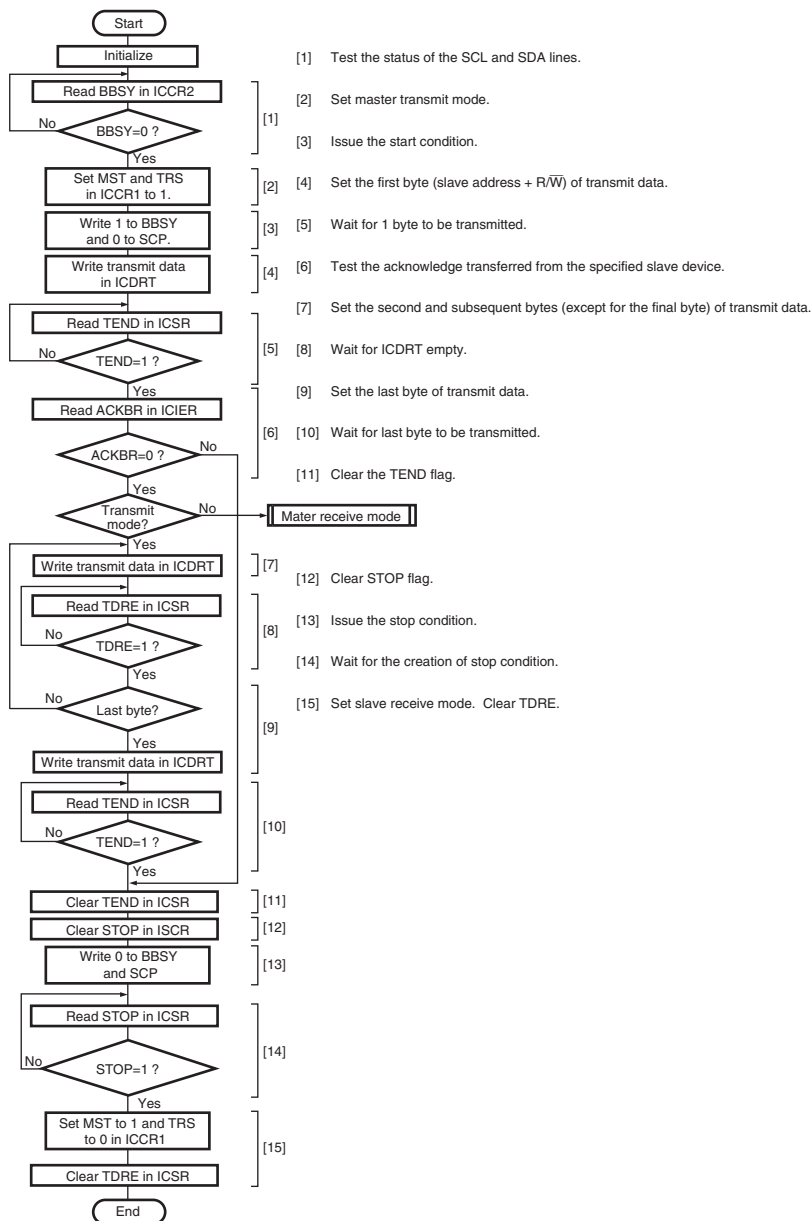 Start
Initialize
Read BBSY in ICCR2
No
BBSY=0 ?
[1]
Yes
Set MST and TRS
in ICCR1 to 1.
[2]
Write 1 to BBSY
and 0 to SCP.
[3]
Write transmit data
in ICDRT
[4]
Read TEND in ICSR
No
TEND=1 ?
[5]
Yes
Read ACKBR in ICIER
[6]
No
ACKBR=0 ?
Yes
Transmit
mode?
No
Mater receive mode
Yes
Write transmit data in ICDRT
[7]
Read TDRE in ICSR
[8]
No
TDRE=1 ?
Yes
No
Last byte?
[9]
Yes
Write transmit data in ICDRT
Read TEND in ICSR
[10]
No
TEND=1 ?
Yes
Clear TEND in ICSR
[11]
Clear STOP in ISCR
[12]
Write 0 to BBSY
and SCP
[13]
Read STOP in ICSR
[14]
No
STOP=1 ?
Yes
Set MST to 1 and TRS
to 0 in ICCR1
[15]
Clear TDRE in ICSR
End
[1] Test the status of the SCL and SDA lines.
[2] Set master transmit mode.
[3] Issue the start condition.
[4] Set the first byte (slave address + R/W̅) of transmit data.
[5] Wait for 1 byte to be transmitted.
[6] Test the acknowledge transferred from the specified slave device.
[7] Set the second and subsequent bytes (except for the final byte) of transmit data.
[8] Wait for ICDRT empty.
[9] Set the last byte of transmit data.
[10] Wait for last byte to be transmitted.
[11] Clear the TEND flag.
[12] Clear STOP flag.
[13] Issue the stop condition.
[14] Wait for the creation of stop condition.
[15] Set slave receive mode. Clear TDRE.